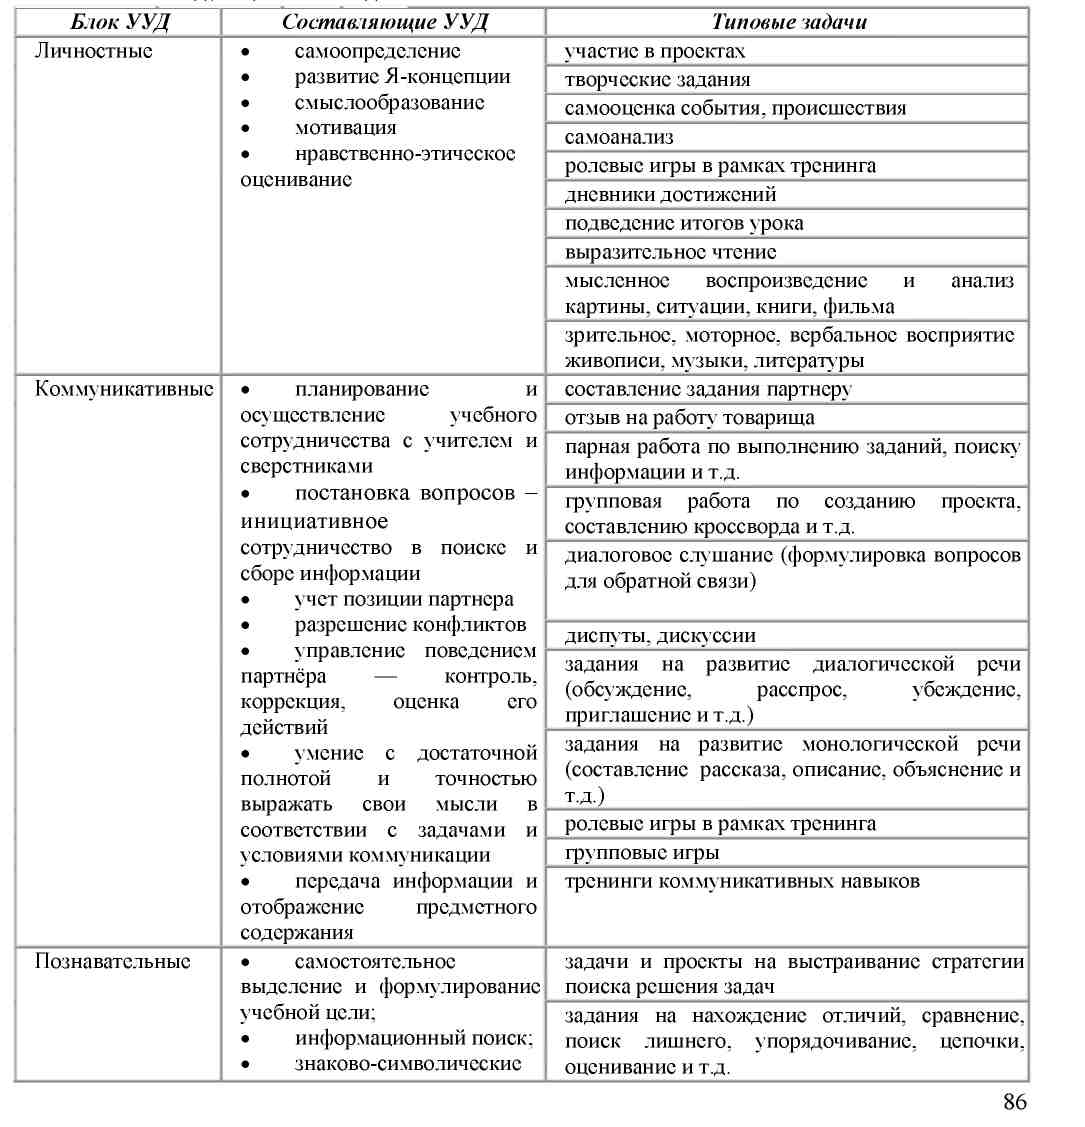 Блок УУД
Составляющие УУД
Типовые задачи
Личностные
• самоопределение
• развитие Я-концепции
• смыслообразование
• мотивация
• нравственно-этическое
оценивание
участие в проектах
творческие задания
самооценка события, происшествия
самоанализ
ролевые игры в рамках тренинга
дневники достижений
подведение итогов урока
выразительное чтение
мысленное воспроизведение и анализ
картины, ситуации, книги, фильма
зрительное, моторное, вербальное восприятие
живописи, музыки, литературы
Коммуникативные
• планирование и
осуществление учебного
сотрудничества с учителем и
сверстниками
• постановка вопросов –
инициативное
сотрудничество в поиске и
сборе информации
• учет позиции партнера
• разрешение конфликтов
• управление поведением
партнёра — контроль,
коррекция, оценка его
действий
• умение с достаточной
полнотой и точностью
выражать свои мысли в
соответствии с задачами и
условиями коммуникации
• передача информации и
отображение предметного
содержания
составление задания партнеру
отзыв на работу товарища
парная работа по выполнению заданий, поиску
информации и т.д.
групповая работа по созданию проекта,
составлению кроссворда и т.д.
диалоговое слушание (формулировка вопросов
для обратной связи)
диспуты, дискуссии
задания на развитие диалогической речи
(обсуждение, расспрос, убеждение,
приглашение и т.д.)
задания на развитие монологической речи
(составление рассказа, описание, объяснение и
т.д.)
ролевые игры в рамках тренинга
групповые игры
тренинги коммуникативных навыков
Познавательные
• самостоятельное
выделение и формулирование
учебной цели;
• информационный поиск;
• знаково-символические
задачи и проекты на выстраивание стратегии
поиска решения задач
задания на нахождение отличий, сравнение,
поиск лишнего, упорядочивание, цепочки,
оценивание и т.д.
86